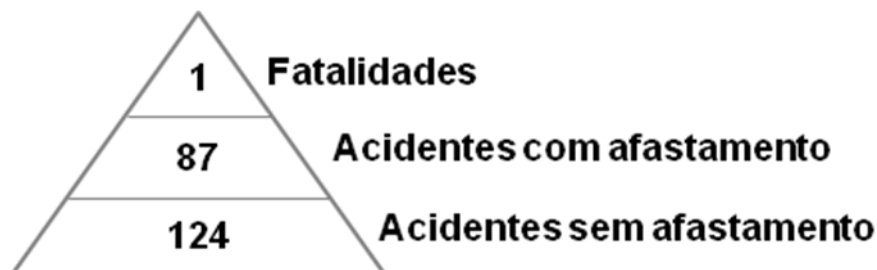 1 Fatalidades
87 Acidentes com afastamento
124 Acidentes sem afastamento